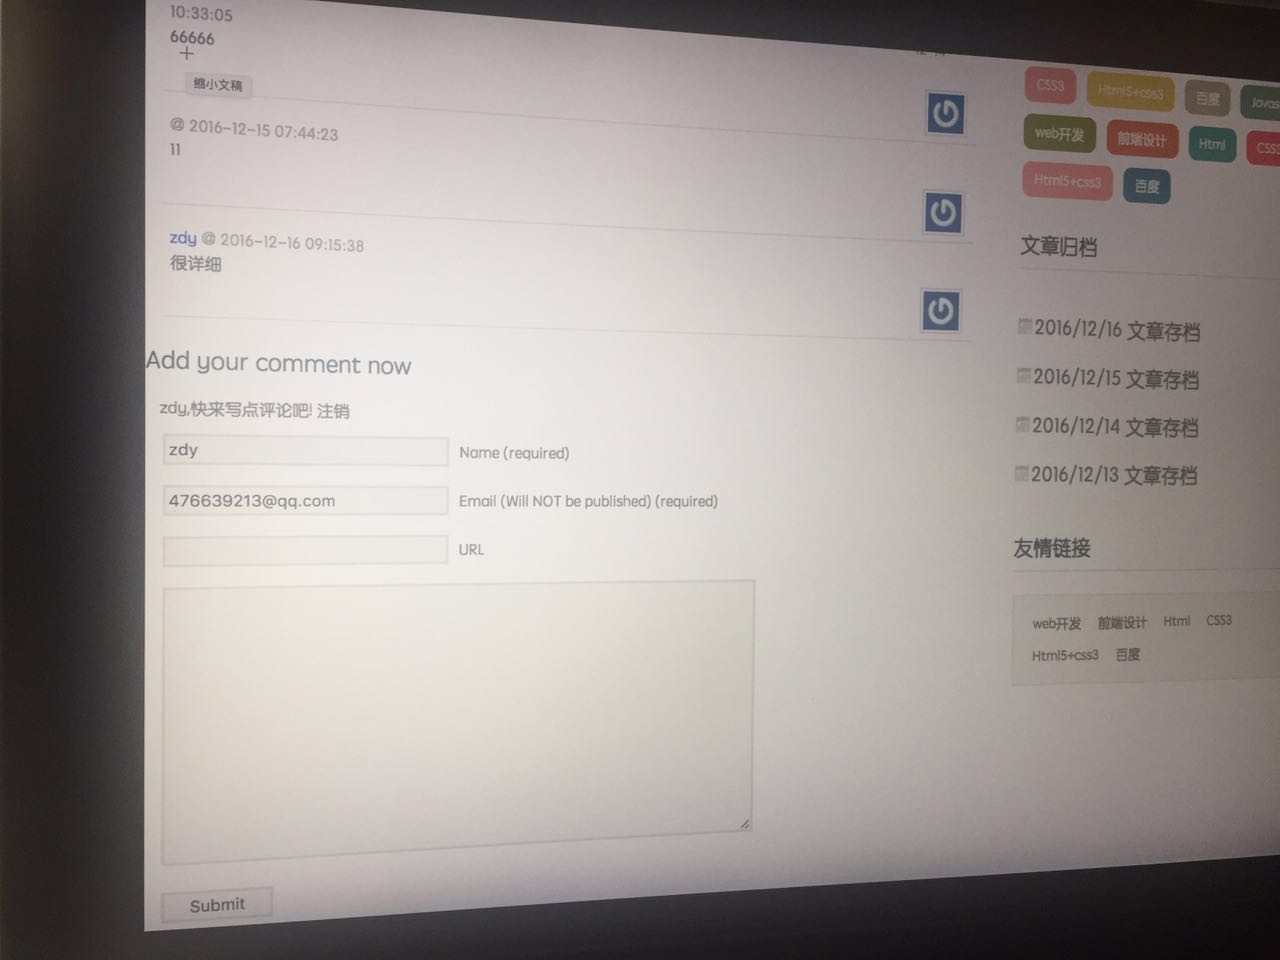 10:33:05
66666
缩小文稿
@ 2016-12-15 07:44:23
11
zdy @ 2016-12-16 09:15:38
很详细
Add your comment now
zdy,快来写点评论吧! 注销
zdy Name (required)
476639213@qq.com Email (Will NOT be published) (required)
URL
Submit
CSS3 Html5+css3 百度
web开发 前端设计 Html CSS3
Html5+css3 百度
文章归档
2016/12/16 文章存档
2016/12/15 文章存档
2016/12/14 文章存档
2016/12/13 文章存档
友情链接
web开发 前端设计 Html CSS3
Html5+css3 百度